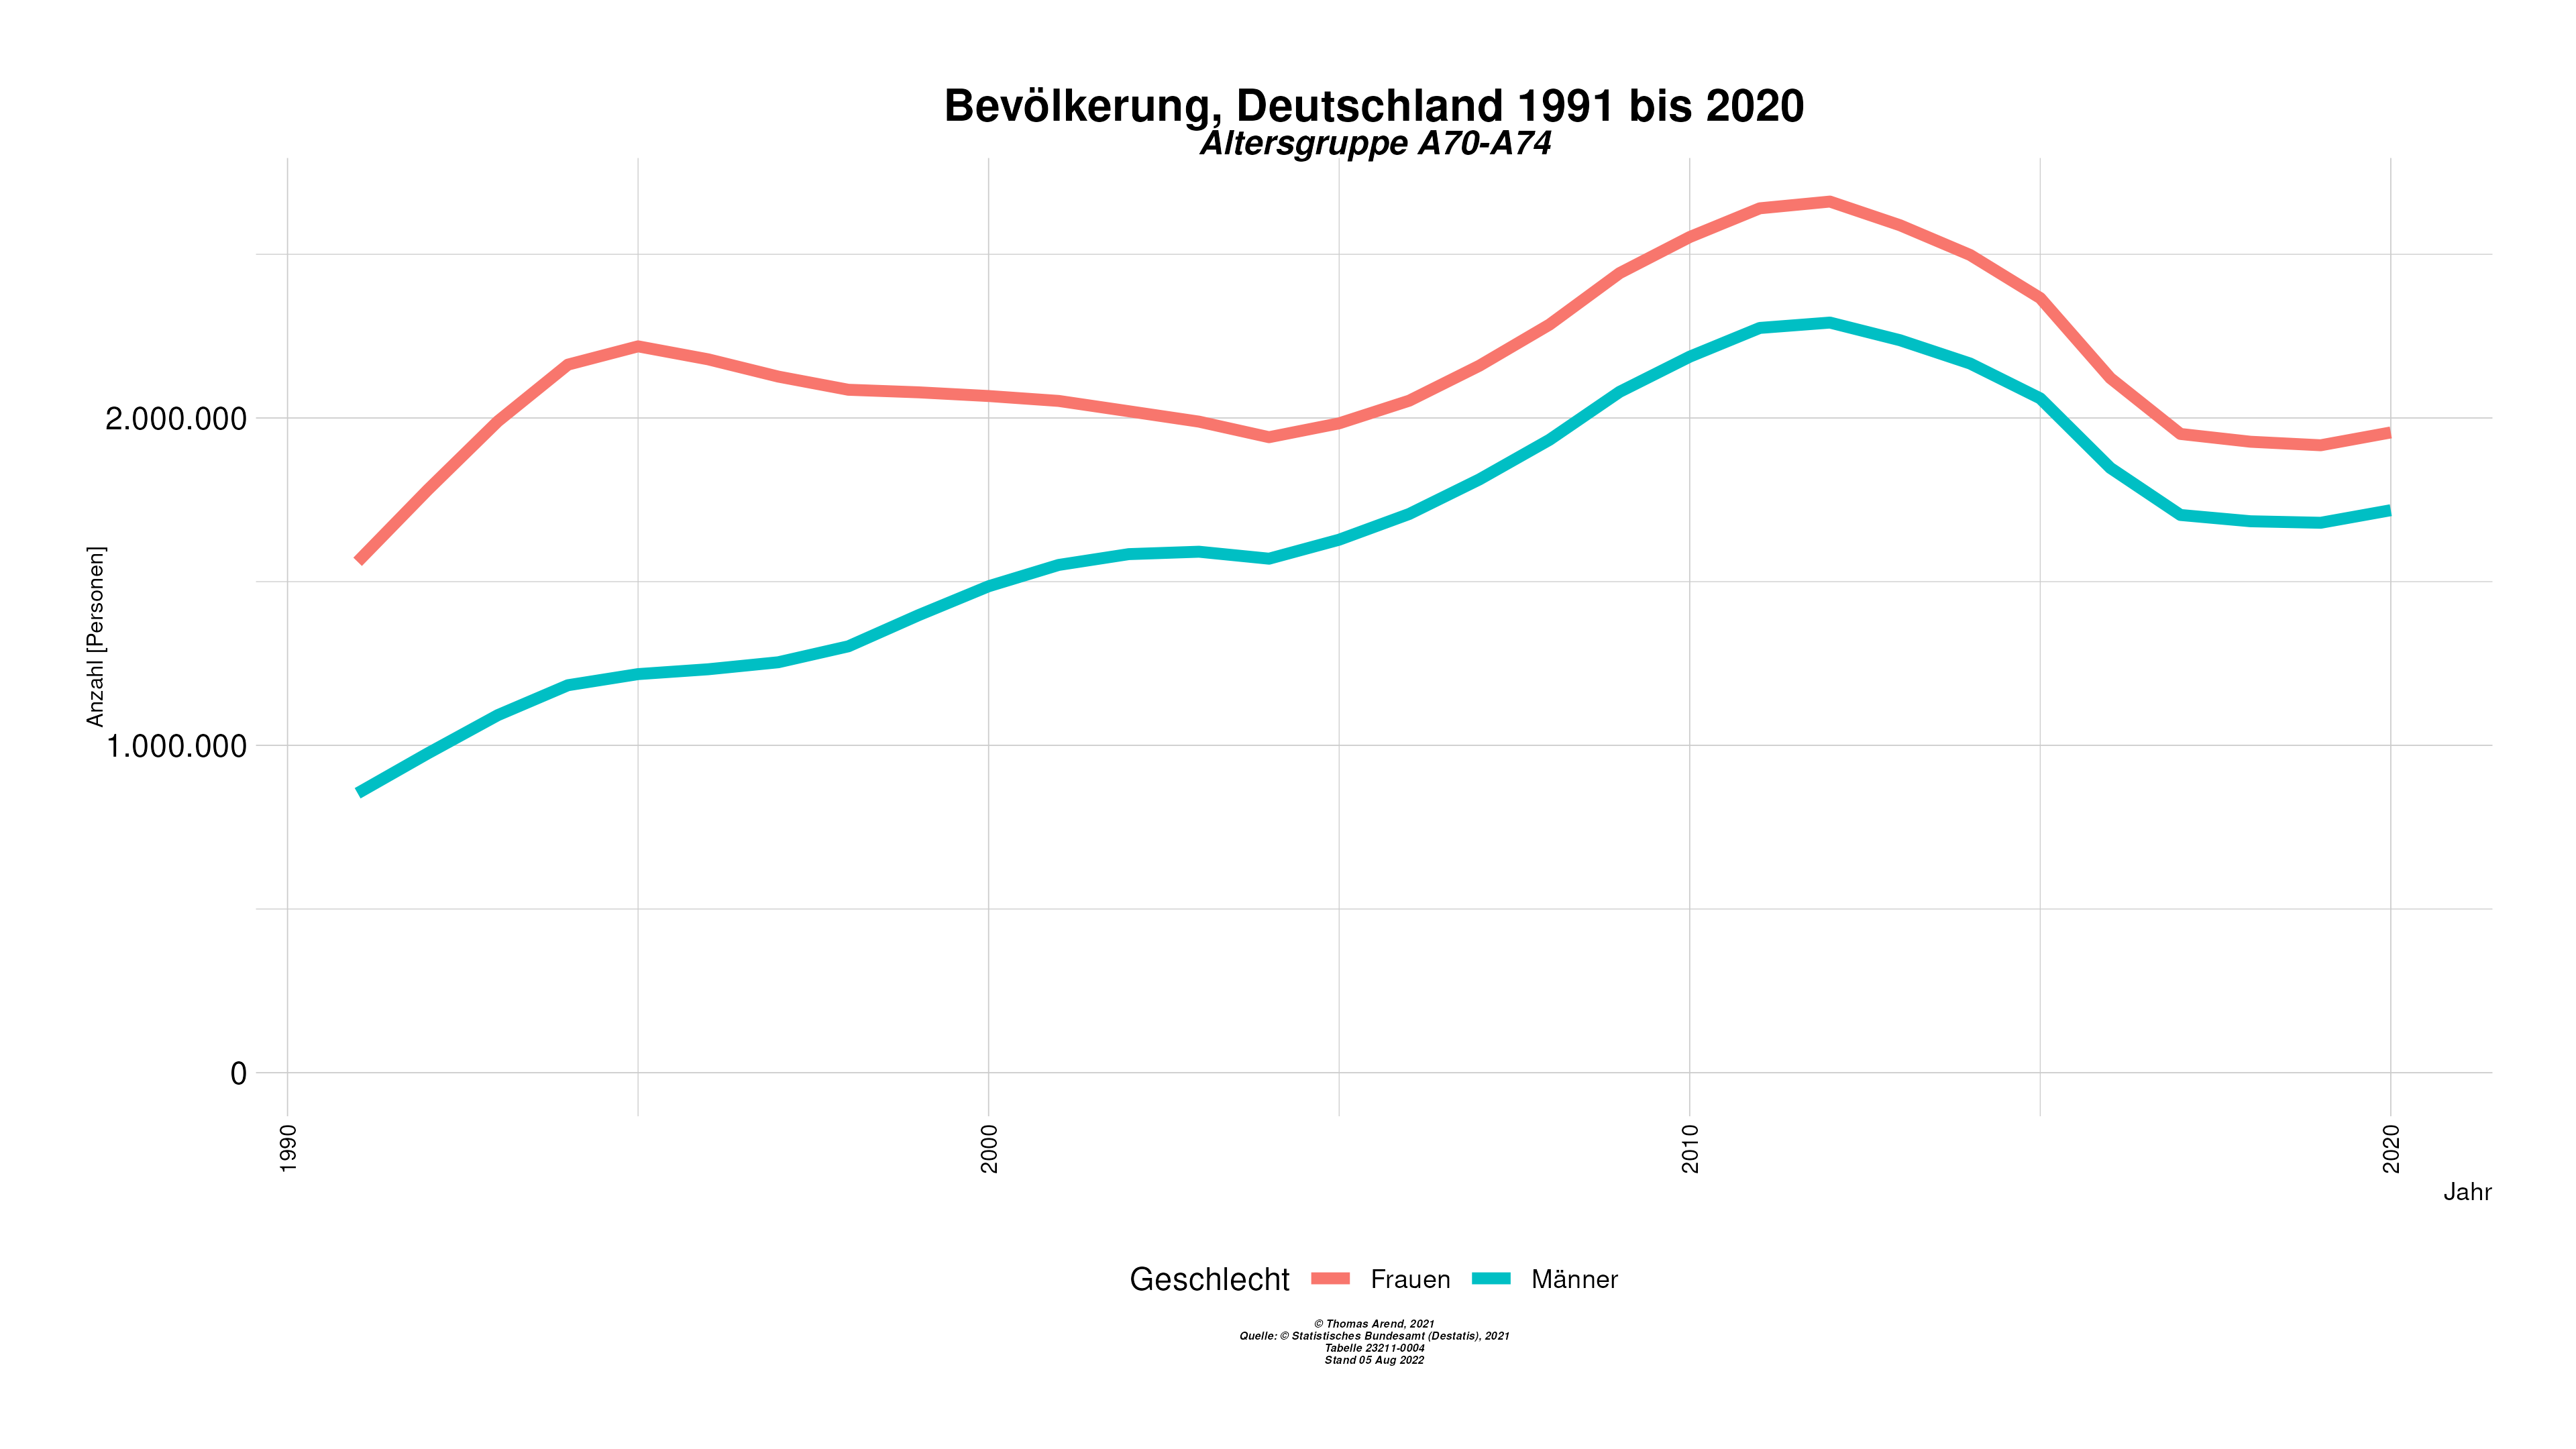 Bevölkerung, Deutschland 1991 bis 2020
Altersgruppe A70-A74
Anzahl [Personen]
2.000.000
1.000.000
0
1990
2000
2010
2020
Jahr
Geschlecht Frauen Männer
© Thomas Arend, 2021
Quelle: © Statistisches Bundesamt (Destatis), 2021
Tabelle 23211-0004
Stand 05 Aug 2022